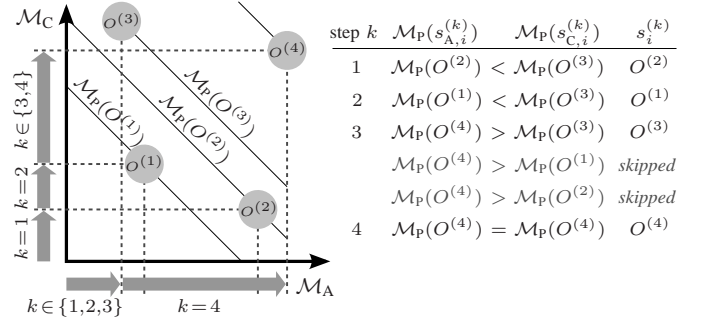 𝓜_C
O^(3)
O^(4)
𝓜_P(O^(3))
𝓜_P(O^(2))
𝓜_P(O^(1))
O^(1)
O^(2)
k∈{3,4}
k=2
k=1
𝓜_A
k∈{1,2,3} k=4
step k 𝓜_P(s_{A,i}^(k)) 𝓜_P(s_{C,i}^(k)) s_i^(k)
1 𝓜_P(O^(2)) < 𝓜_P(O^(3)) O^(2)
2 𝓜_P(O^(1)) < 𝓜_P(O^(3)) O^(1)
3 𝓜_P(O^(4)) > 𝓜_P(O^(3)) O^(3)
𝓜_P(O^(4)) > 𝓜_P(O^(1)) skipped
𝓜_P(O^(4)) > 𝓜_P(O^(2)) skipped
4 𝓜_P(O^(4)) = 𝓜_P(O^(4)) O^(4)